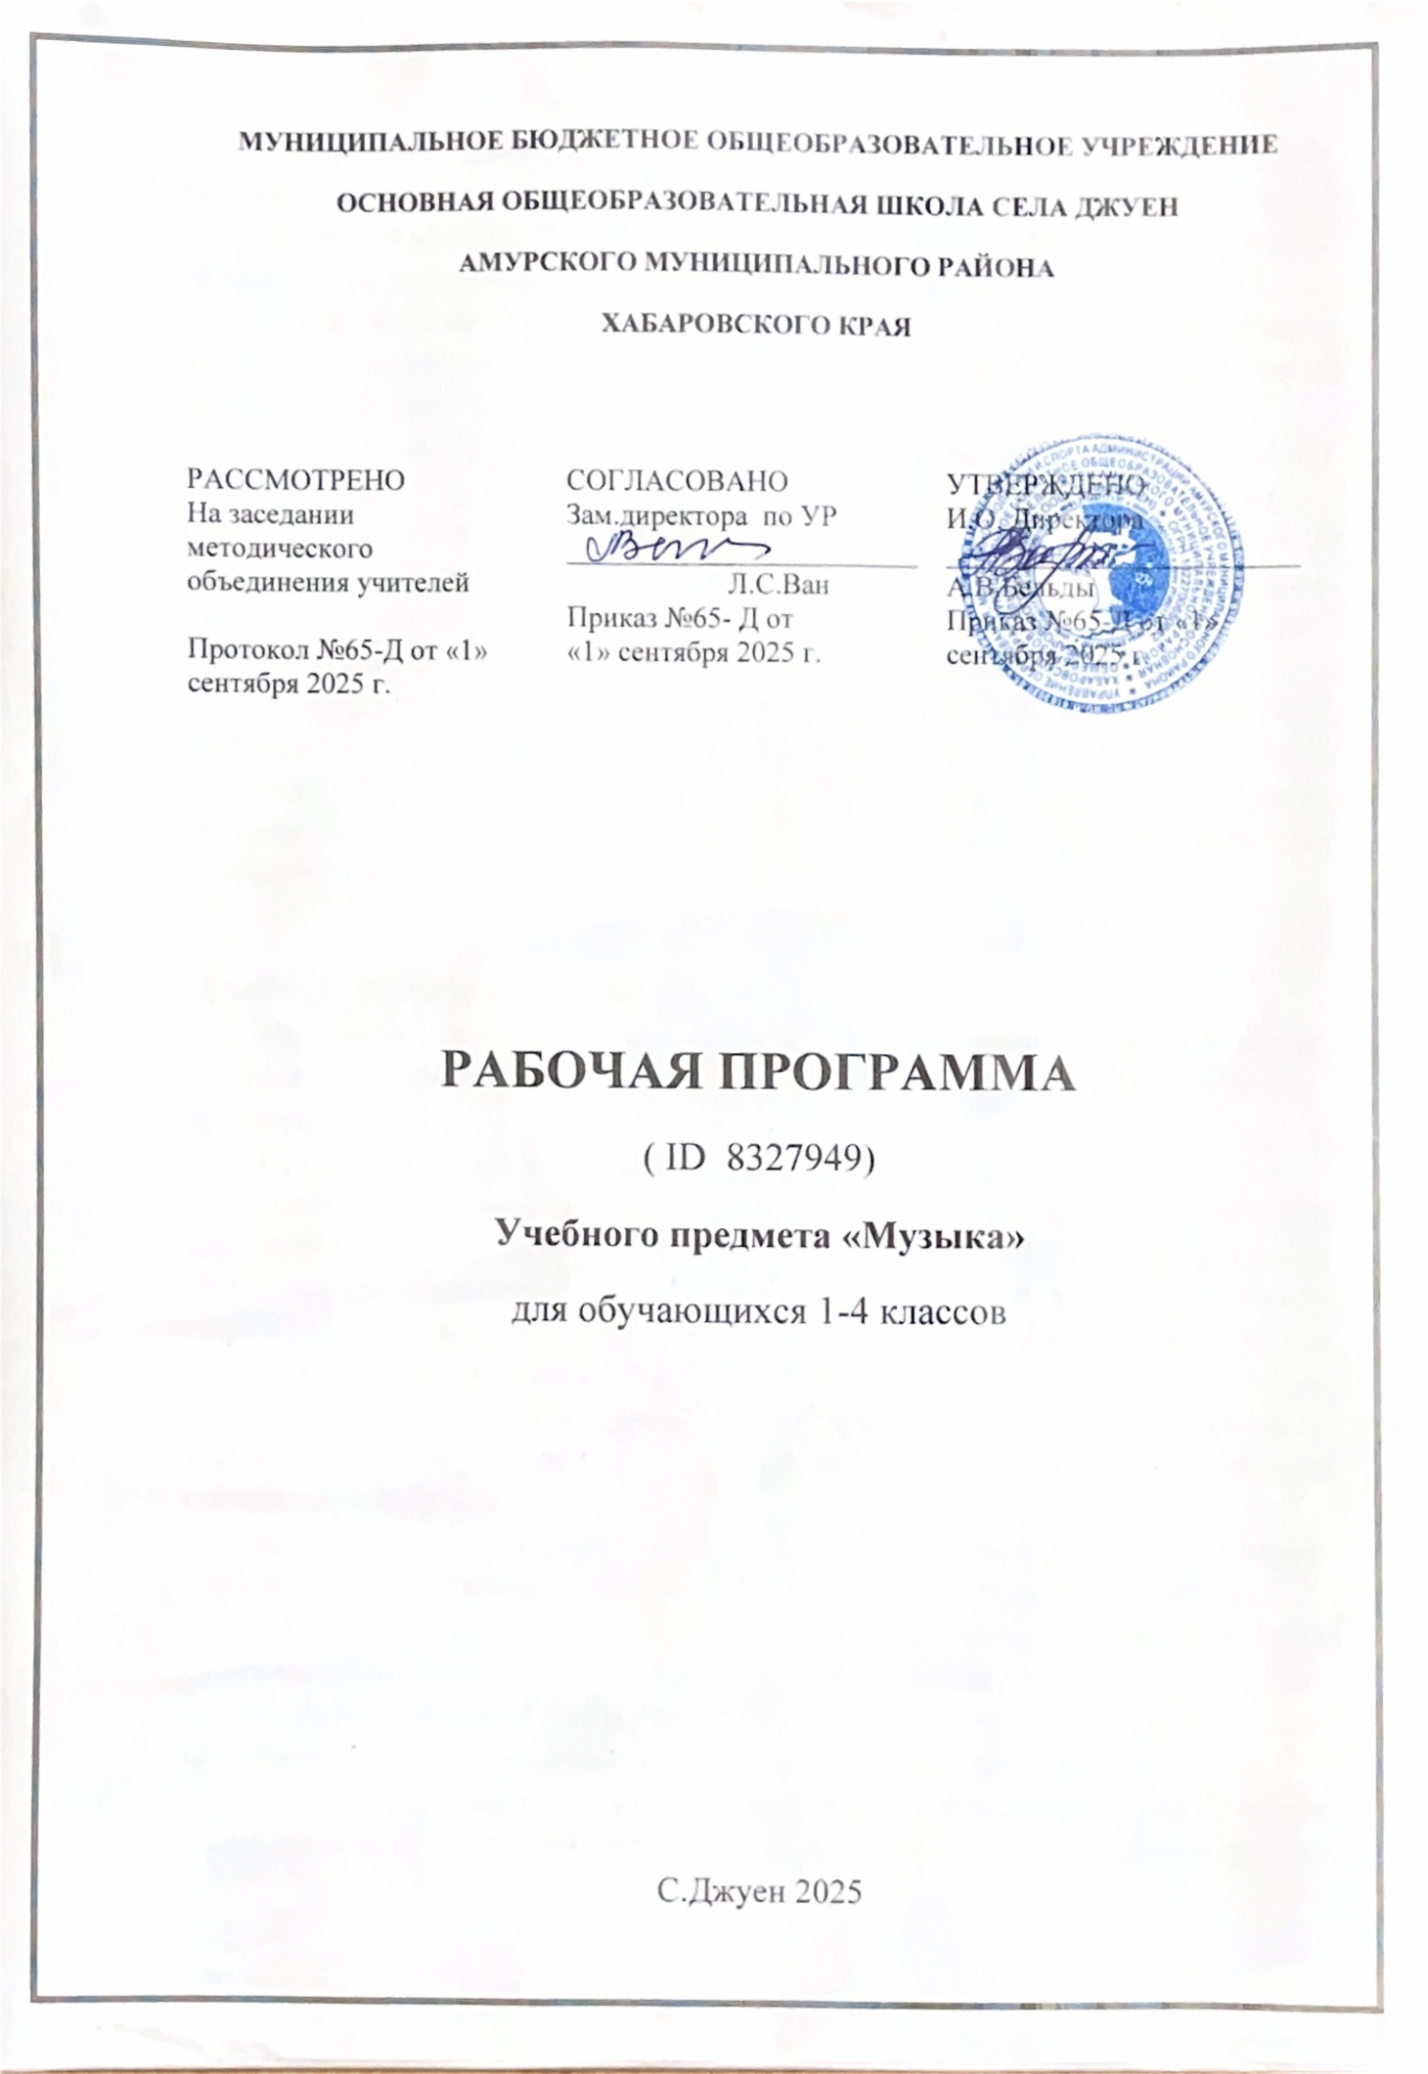 МУНИЦИПАЛЬНОЕ БЮДЖЕТНОЕ ОБЩЕОБРАЗОВАТЕЛЬНОЕ УЧРЕЖДЕНИЕ
ОСНОВНАЯ ОБЩЕОБРАЗОВАТЕЛЬНАЯ ШКОЛА СЕЛА ДЖУЕН
АМУРСКОГО МУНИЦИПАЛЬНОГО РАЙОНА
ХАБАРОВСКОГО КРАЯ
РАССМОТРЕНО
На заседании
методического
объединения учителей
Протокол №65-Д от «1»
сентября 2025 г.
СОГЛАСОВАНО
Зам.директора по УР
Л.С.Ван
Приказ №65- Д от
«1» сентября 2025 г.
УТВЕРЖДЕНО
И.О. Директора
А.В.Бельды
Приказ №65-Д от «1»
сентября 2025 г.
РАБОЧАЯ ПРОГРАММА
( ID 8327949)
Учебного предмета «Музыка»
для обучающихся 1-4 классов
С.Джуен 2025